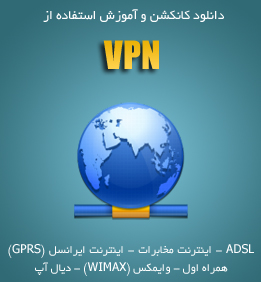 دانلود کانکشن و آموزش استفاده از
VPN
ADSL – اینترنت مخابرات – اینترنت ایرانسل (GPRS)
همراه اول – وایمکس (WIMAX) – دیال آپ